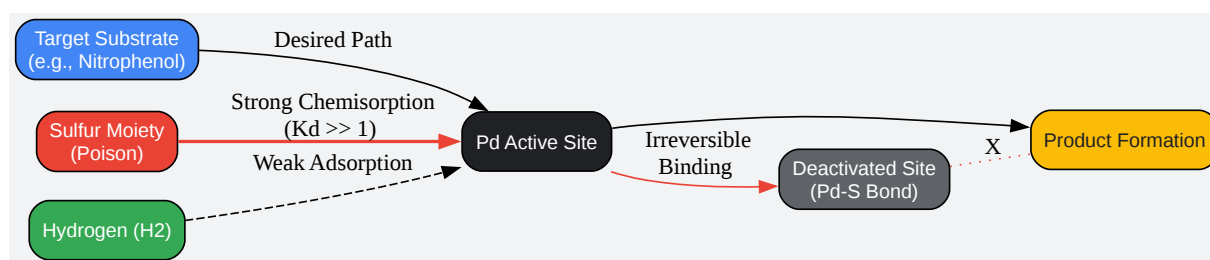 Target Substrate
(e.g., Nitrophenol)
Desired Path
Strong Chemisorption
(Kd >> 1)
Sulfur Moiety
(Poison)
Weak Adsorption
Hydrogen (H2)
Pd Active Site
Irreversible
Binding
Deactivated Site
(Pd-S Bond)
X
Product Formation